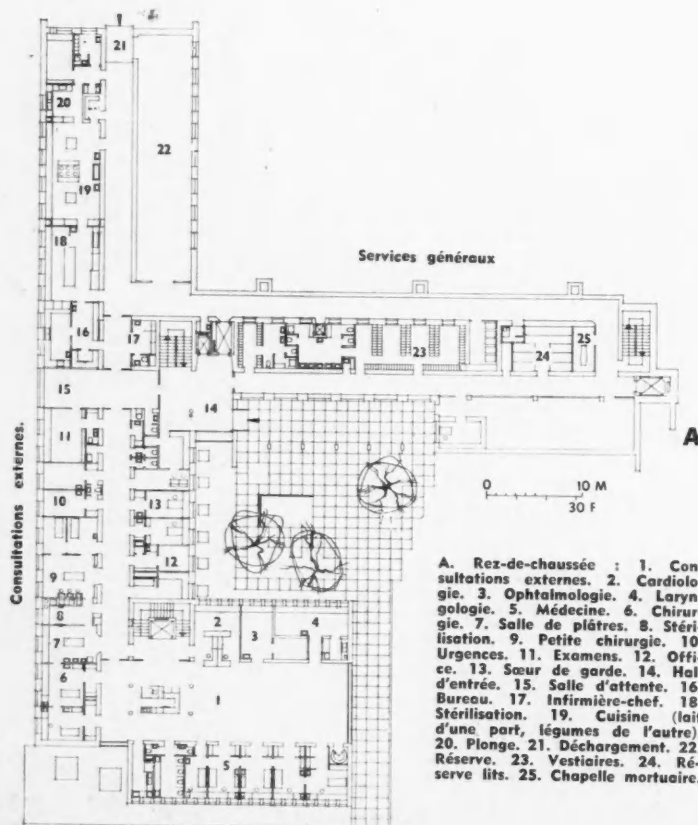 21
20
22
19
18
Services généraux
16
17
23
24
25
15
14
A
11
10 M
0
30 F
10
13
12
Consultations externes.
9
8
2
3
4
7
6
1
5
A. Rez-de-chaussée : 1. Con-
sultations externes. 2. Cardiolo-
gie. 3. Ophtalmologie. 4. Laryn-
gologie. 5. Médecine. 6. Chirur-
gie. 7. Salle de plâtres. 8. Stéri-
lisation. 9. Petite chirurgie. 10
Urgences. 11. Examens. 12. Offi-
ce. 13. Sœur de garde. 14. Hal
d'entrée. 15. Salle d'attente. 16
Bureau. 17. Infirmière-chef. 18
Stérilisation. 19. Cuisine (lait
d'une part, légumes de l'autre)
20. Plonge. 21. Déchargement. 22
Réserve. 23. Vestiaires. 24. Ré-
serve lits. 25. Chapelle mortuaire.